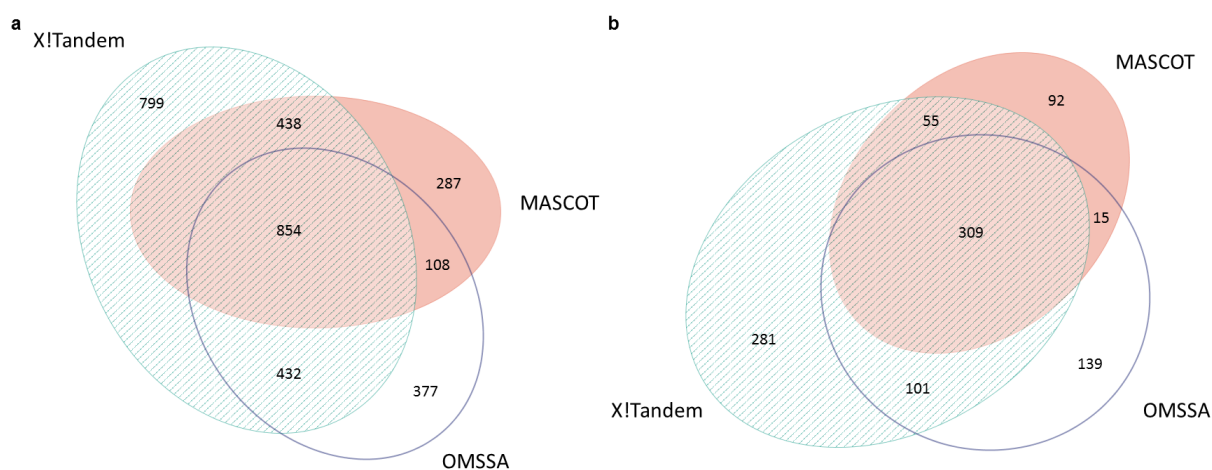 a
X!Tandem
799
438
287
MASCOT
854
108
432
377
OMSSA
b
MASCOT
92
55
15
309
281
139
101
X!Tandem
OMSSA